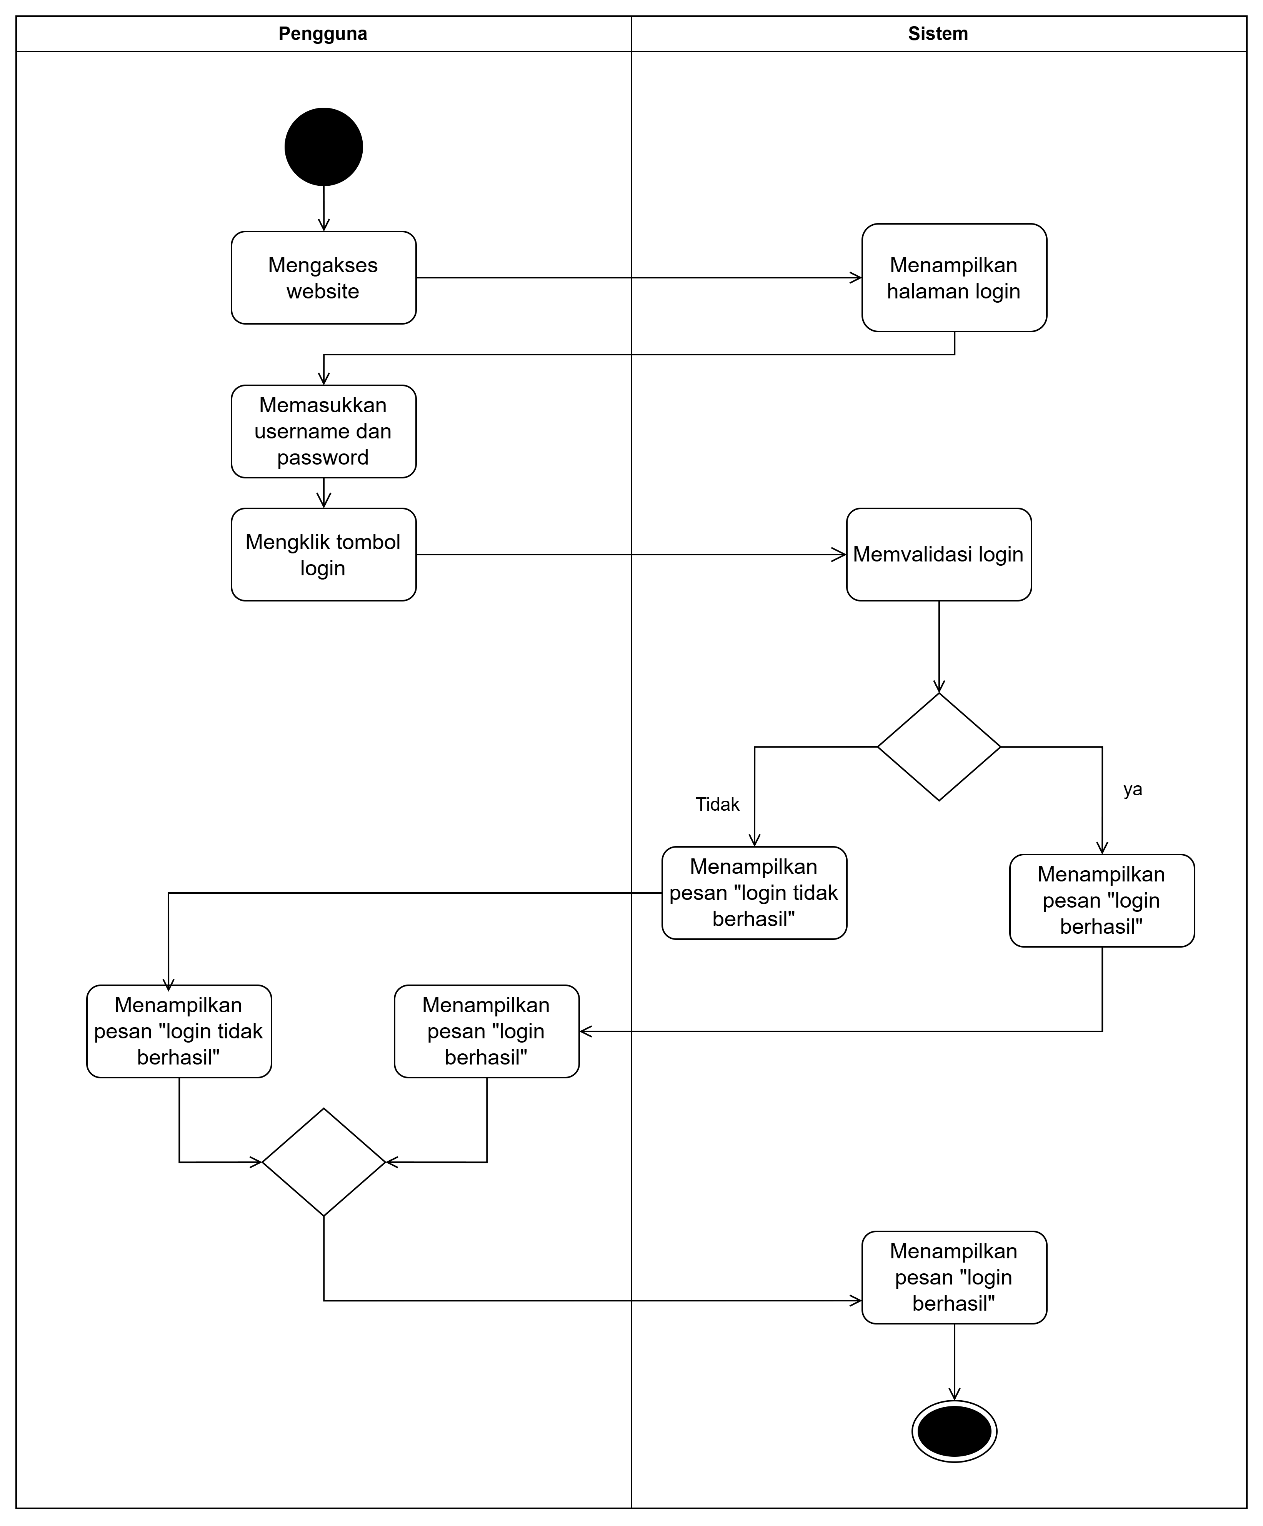 Pengguna
Sistem
Mengakses
website
Menampilkan
halaman login
Memasukkan
username dan
password
Mengklik tombol
login
Memvalidasi login
Tidak
ya
Menampilkan
pesan "login tidak
berhasil"
Menampilkan
pesan "login
berhasil"
Menampilkan
pesan "login tidak
berhasil"
Menampilkan
pesan "login
berhasil"
Menampilkan
pesan "login
berhasil"